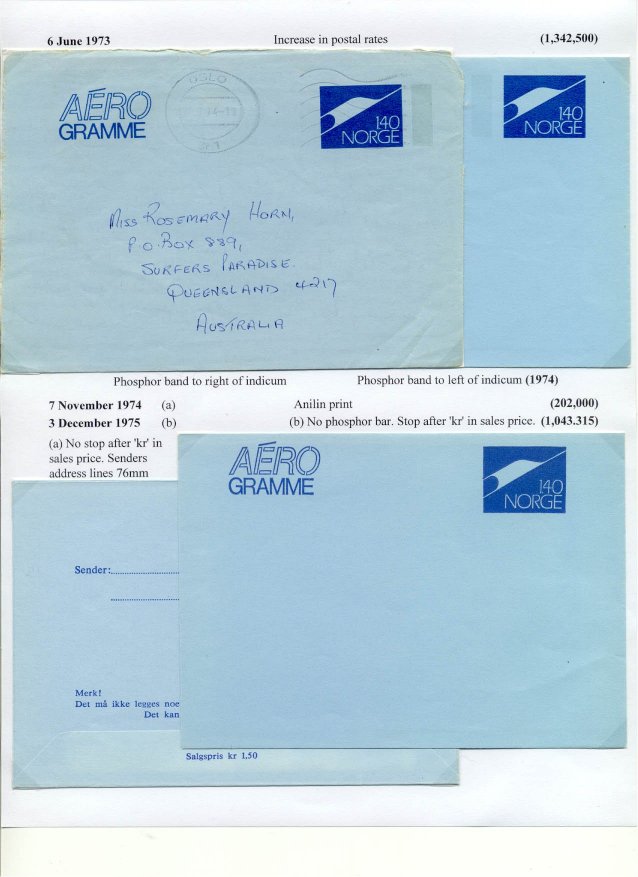 6 June 1973 Increase in postal rates (1,342,500)
AÉRO
GRAMME
OSLO
140
NORGE
140
NORGE
Miss Rosemary Horn,
P.O. Box 889,
Surfers Paradise.
Queensland 4217
Australia
Phosphor band to right of indicum Phosphor band to left of indicum (1974)
7 November 1974 (a) Anilin print (202,000)
3 December 1975 (b) (b) No phosphor bar. Stop after 'kr' in sales price. (1,043.315)
(a) No stop after 'kr' in
sales price. Senders
address lines 76mm
AÉRO
GRAMME
140
NORGE
Sender:
Merk!
Det må ikke legges noe
Det kan
Salgspris kr 1.50